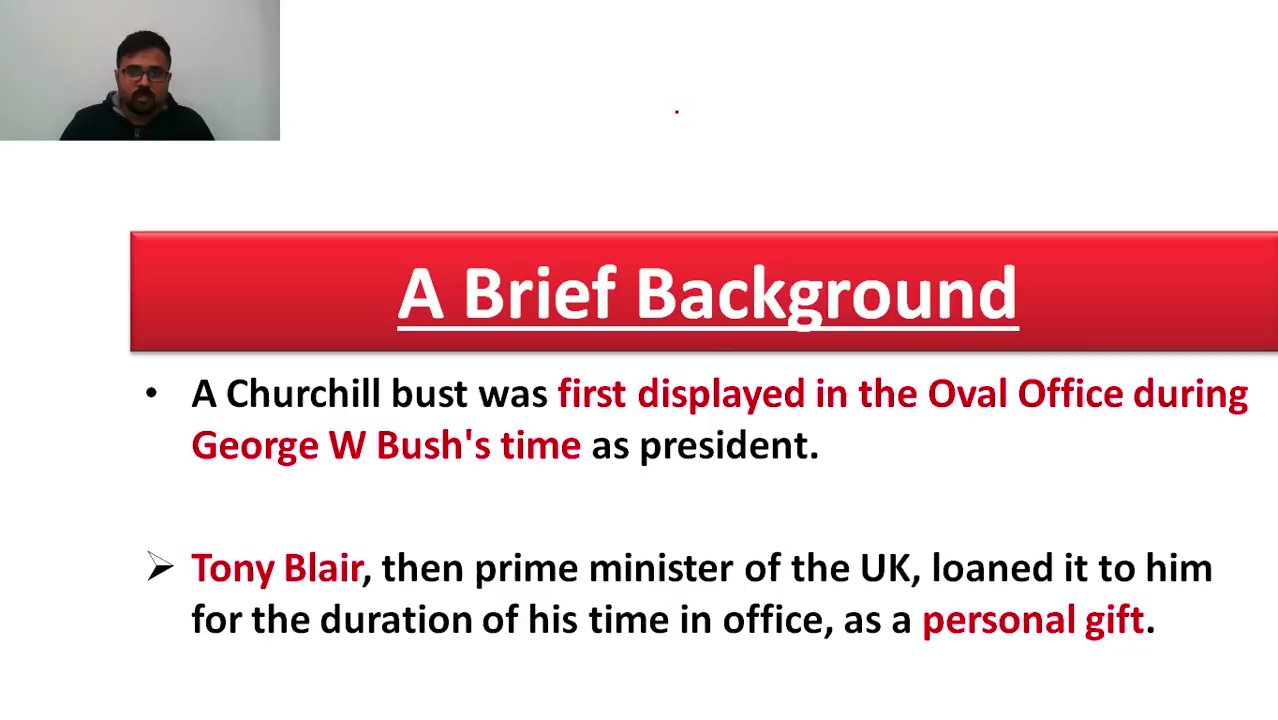 A Brief Background
• A Churchill bust was first displayed in the Oval Office during
George W Bush's time as president.
➢ Tony Blair, then prime minister of the UK, loaned it to him
for the duration of his time in office, as a personal gift.